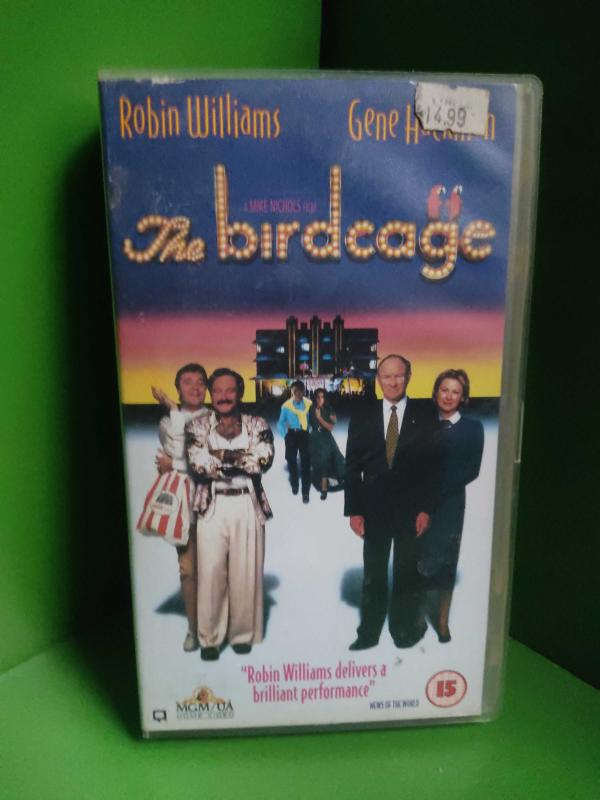 Robin Williams
Gene
14.99
A MIKE NICHOLS FILM
The birdcage
"Robin Williams delivers a
brilliant performance"
NEWS OF THE WORLD
15
MGM/UA
HOME VIDEO